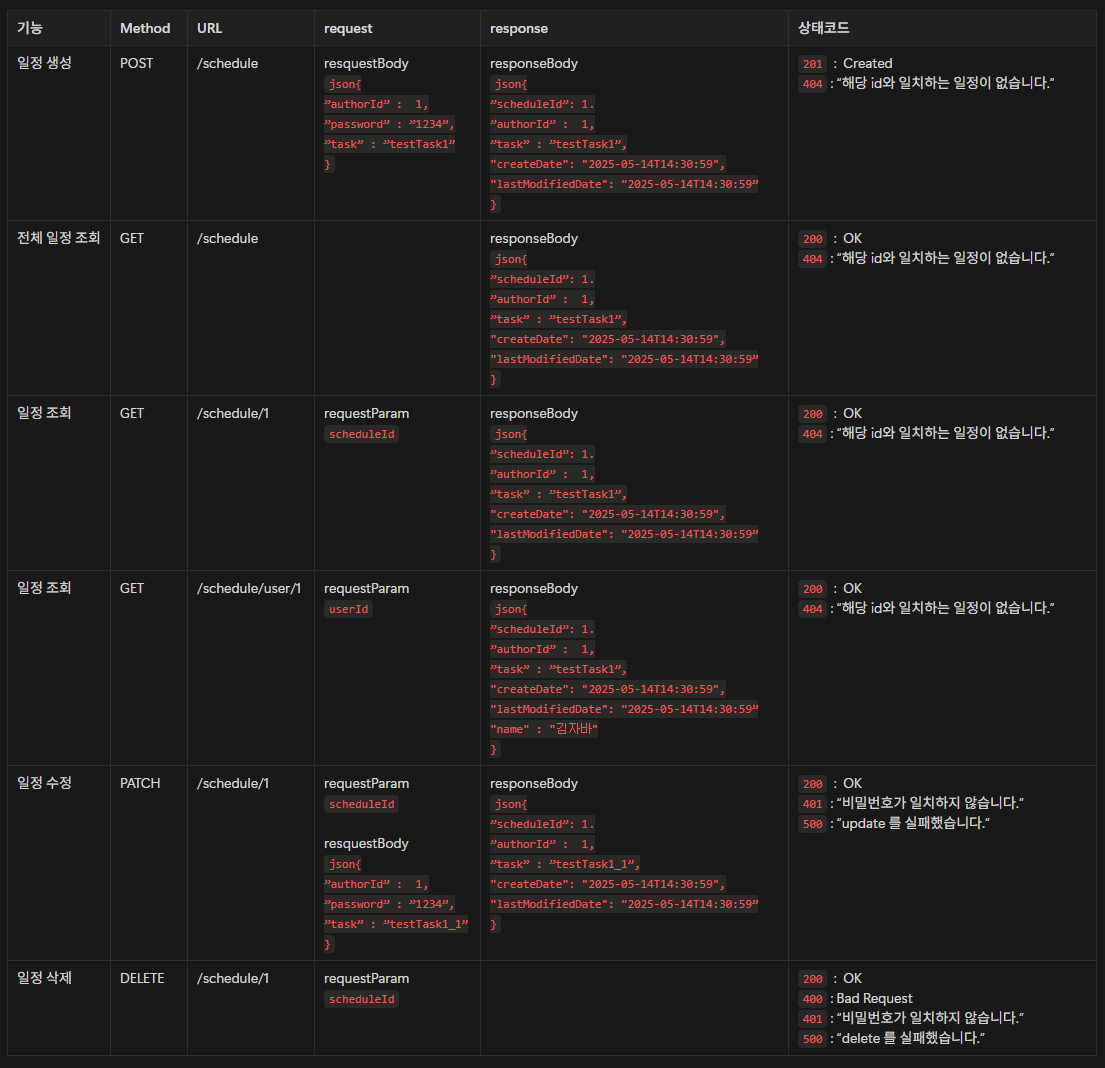 기능 Method URL request response 상태코드
일정 생성 POST /schedule resquestBody responseBody 201 : Created
json{ json{ 404 : “해당 id와 일치하는 일정이 없습니다.”
”authorId” : 1, ”scheduleId”: 1.
”password” : ”1234”, ”authorId” : 1,
”task” : ”testTask1” ”task” : ”testTask1”,
} "createDate": "2025-05-14T14:30:59",
"lastModifiedDate": "2025-05-14T14:30:59”
}
전체 일정 조회 GET /schedule responseBody 200 : OK
json{ 404 : “해당 id와 일치하는 일정이 없습니다.”
”scheduleId”: 1.
”authorId” : 1,
”task” : ”testTask1”,
"createDate": "2025-05-14T14:30:59",
"lastModifiedDate": "2025-05-14T14:30:59”
}
일정 조회 GET /schedule/1 requestParam responseBody 200 : OK
scheduleId json{ 404 : “해당 id와 일치하는 일정이 없습니다.”
”scheduleId”: 1.
”authorId” : 1,
”task” : ”testTask1”,
"createDate": "2025-05-14T14:30:59",
"lastModifiedDate": "2025-05-14T14:30:59”
}
일정 조회 GET /schedule/user/1 requestParam responseBody 200 : OK
userId json{ 404 : “해당 id와 일치하는 일정이 없습니다.”
”scheduleId”: 1.
”authorId” : 1,
”task” : ”testTask1”,
"createDate": "2025-05-14T14:30:59",
"lastModifiedDate": "2025-05-14T14:30:59”
"name" : "김자바"
}
일정 수정 PATCH /schedule/1 requestParam responseBody 200 : OK
scheduleId json{ 401 : “비밀번호가 일치하지 않습니다.”
”scheduleId”: 1. 500 : “update 를 실패했습니다.”
resquestBody ”authorId” : 1,
json{ ”task” : ”testTask1_1”,
”authorId” : 1, "createDate": "2025-05-14T14:30:59",
”password” : ”1234”, "lastModifiedDate": "2025-05-14T14:30:59”
”task” : ”testTask1_1” }
}
일정 삭제 DELETE /schedule/1 requestParam 200 : OK
scheduleId 400 : Bad Request
401 : “비밀번호가 일치하지 않습니다.”
500 : “delete 를 실패했습니다.”